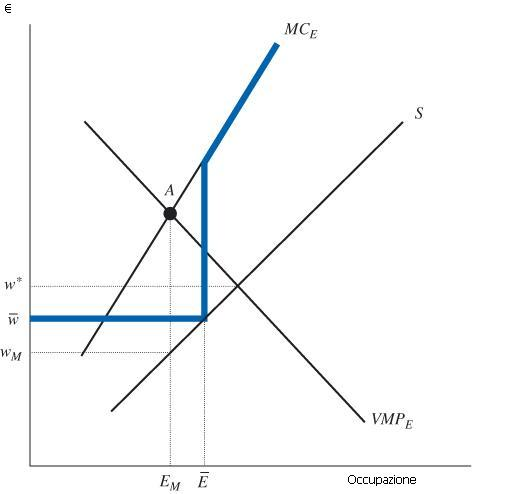 €
MC_E
S
A
w*
w̅
w_M
VMP_E
E_M E̅ Occupazione